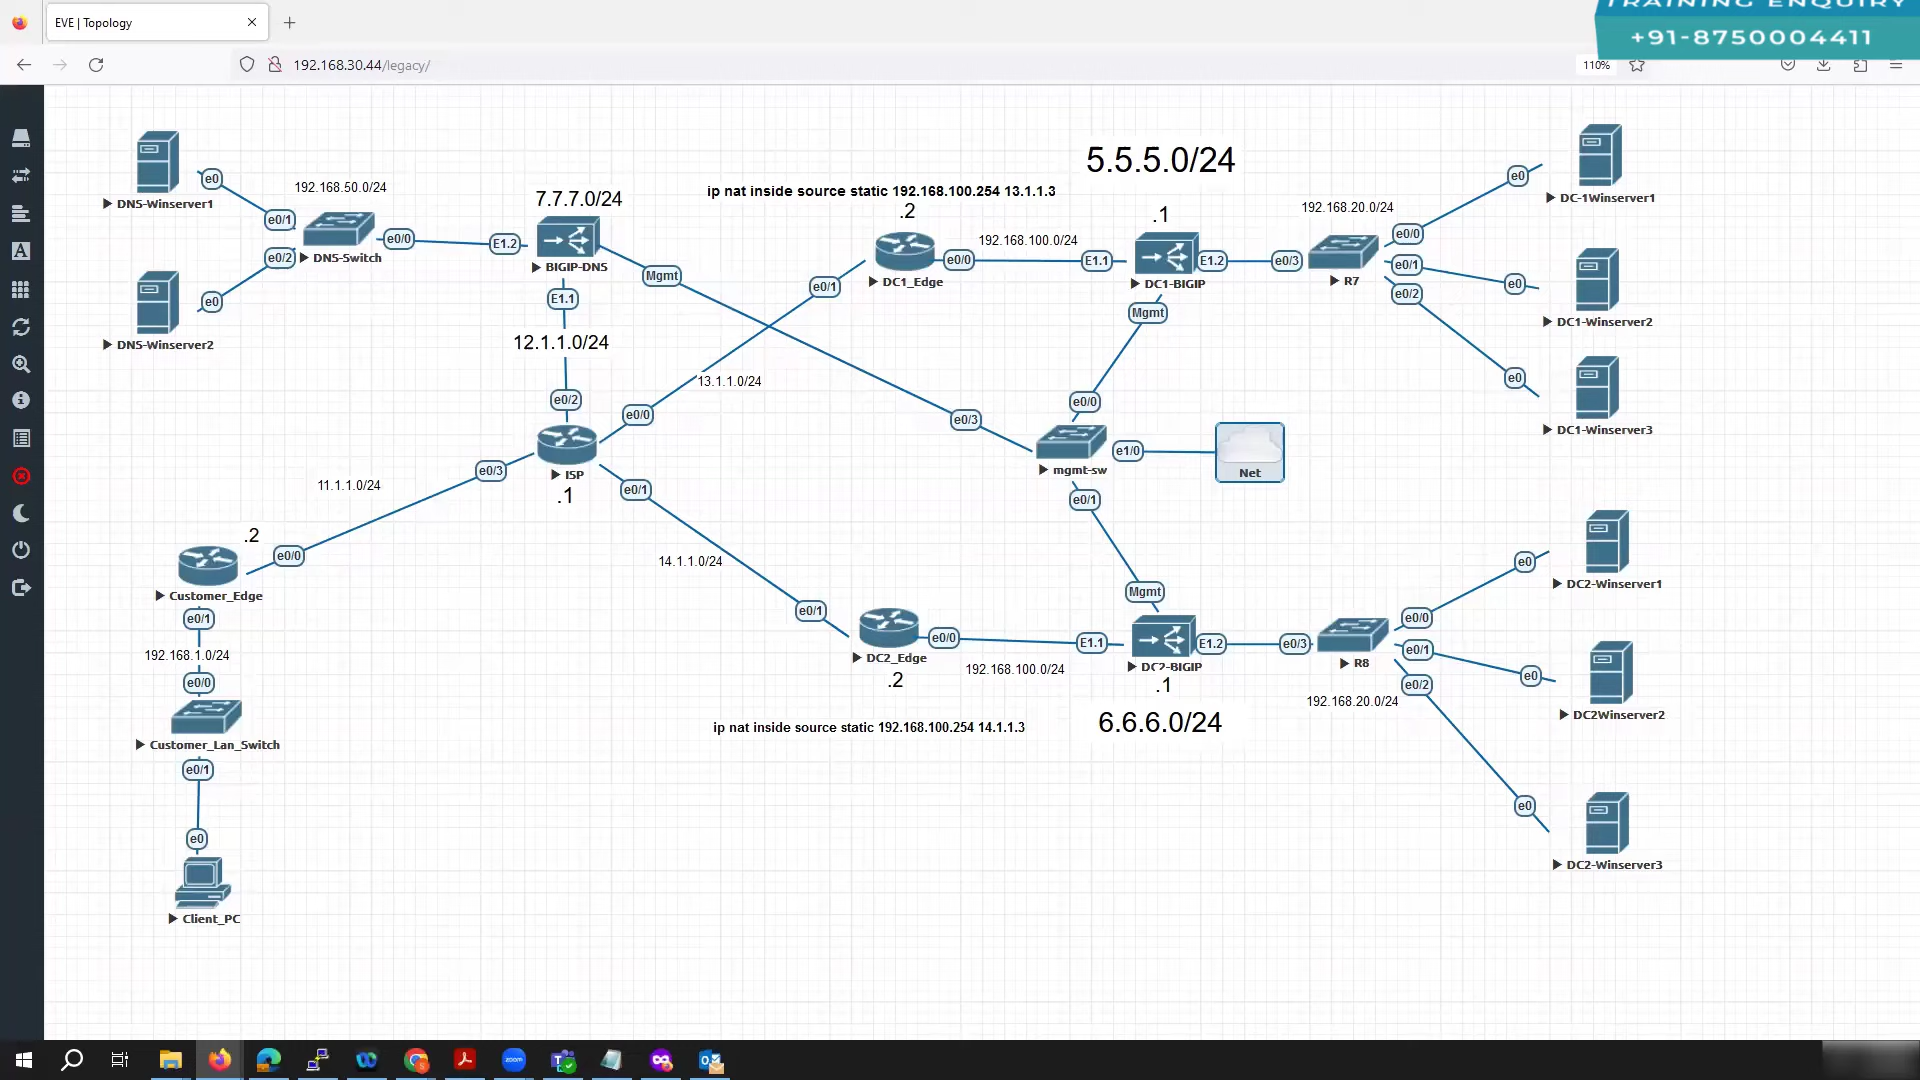 EVE | Topology
TRAINING ENQUIRY
+91-8750004411
192.168.30.44/legacy/
110%
DNS-Winserver1
e0
192.168.50.0/24
e0/1
e0/0
e0/2
DNS-Switch
e0
DNS-Winserver2
7.7.7.0/24
E1.2
BIGIP-DNS
Mgmt
E1.1
12.1.1.0/24
e0/2
ip nat inside source static 192.168.100.254 13.1.1.3
.2
192.168.100.0/24
e0/0
e0/1
DC1_Edge
5.5.5.0/24
.1
E1.1
E1.2
DC1-BIGIP
Mgmt
192.168.20.0/24
e0/3
R7
e0/0
e0/1
e0/2
e0
DC-1Winserver1
e0
DC1-Winserver2
e0
DC1-Winserver3
13.1.1.0/24
e0/0
e0/3
ISP
.1
e0/1
11.1.1.0/24
14.1.1.0/24
e0/0
e0/3
mgmt-sw
e1/0
Net
e0/1
.2
e0/0
Customer_Edge
e0/1
192.168.1.0/24
e0/0
Customer_Lan_Switch
e0/1
e0
Client_PC
e0/1
e0/0
DC2_Edge
.2
192.168.100.0/24
ip nat inside source static 192.168.100.254 14.1.1.3
Mgmt
E1.1
E1.2
DC2-BIGIP
.1
6.6.6.0/24
e0/3
R8
192.168.20.0/24
e0/0
e0/1
e0/2
e0
DC2-Winserver1
e0
DC2Winserver2
e0
DC2-Winserver3
zoom